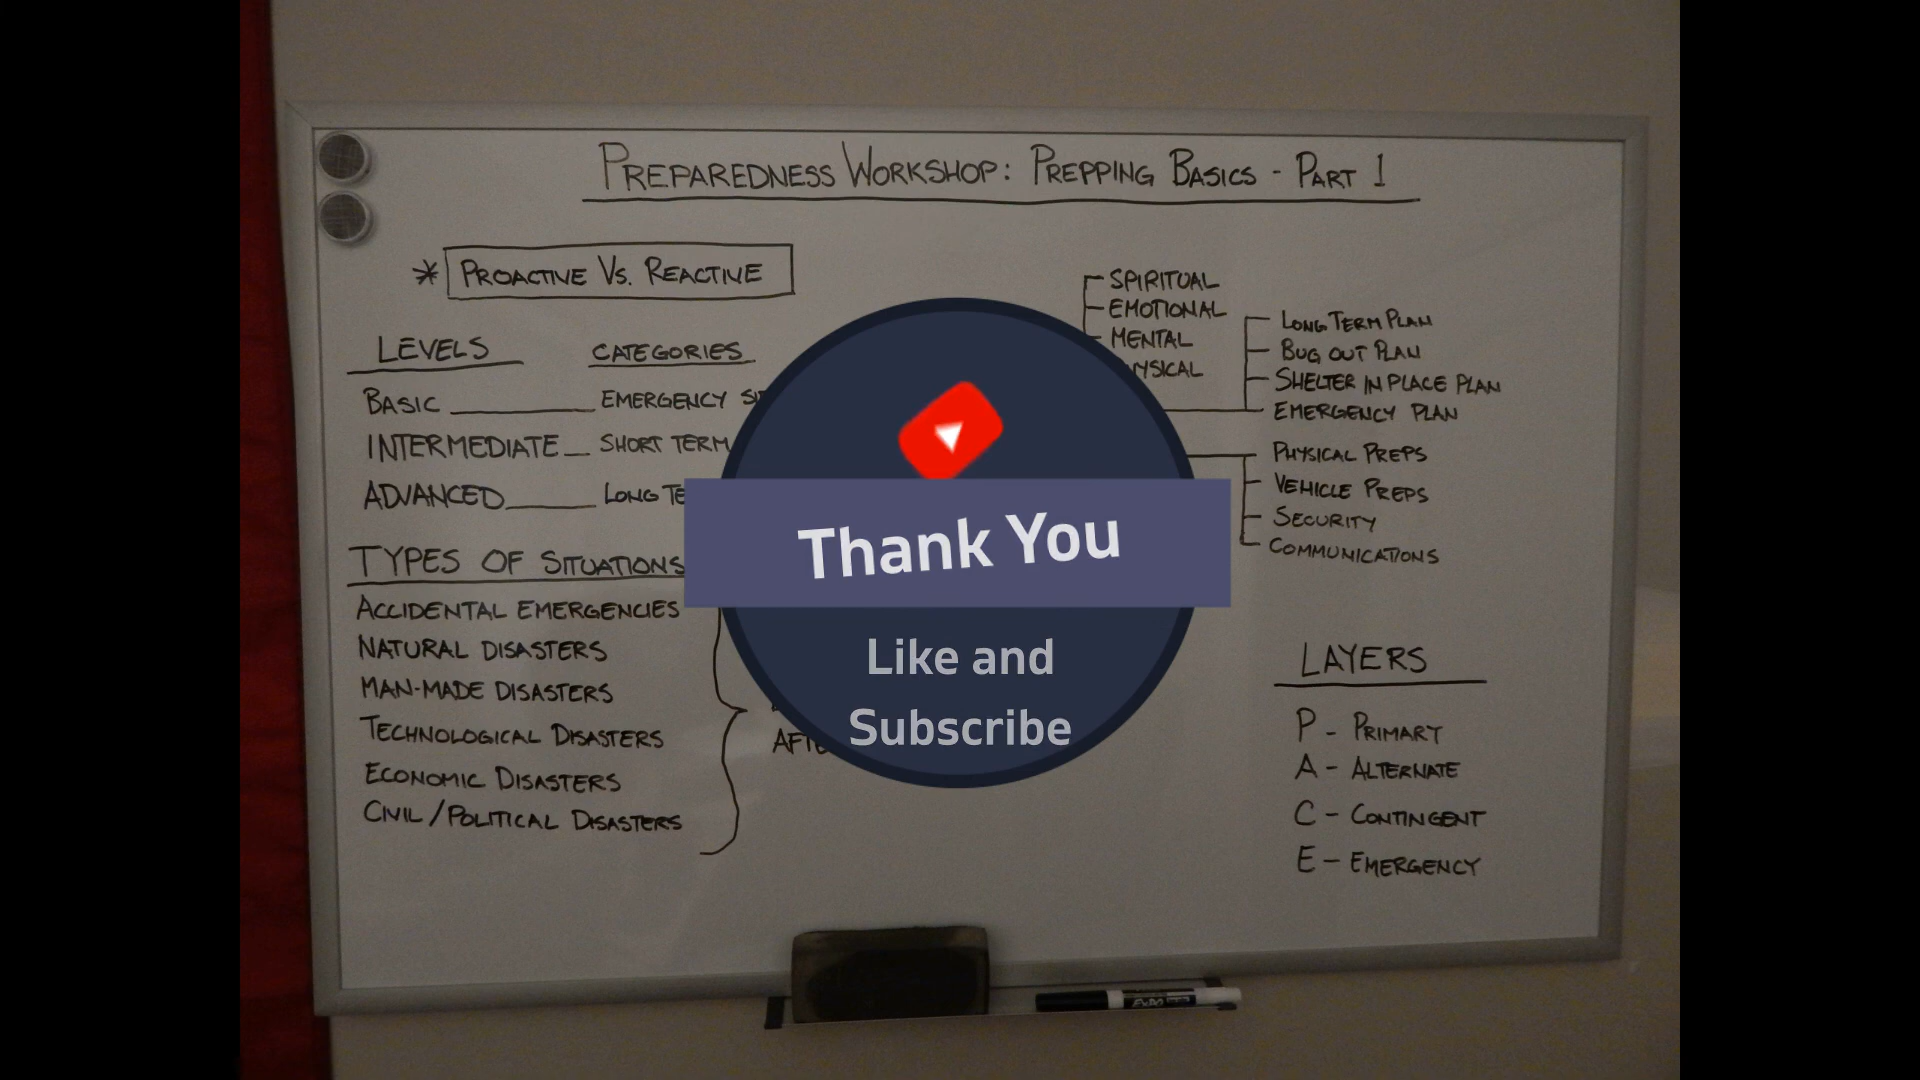 PREPAREDNESS WORKSHOP: PREPPING BASICS - PART 1
* PROACTIVE VS. REACTIVE
LEVELS
CATEGORIES
BASIC EMERGENCY
INTERMEDIATE SHORT TERM
ADVANCED LONG
TYPES OF SITUATIONS
ACCIDENTAL EMERGENCIES
NATURAL DISASTERS
MAN-MADE DISASTERS
TECHNOLOGICAL DISASTERS
ECONOMIC DISASTERS
CIVIL/POLITICAL DISASTERS
SPIRITUAL
EMOTIONAL
MENTAL
LONG TERM PLAN
BUG OUT PLAN
SHELTER IN PLACE PLAN
EMERGENCY PLAN
PHYSICAL PREPS
VEHICLE PREPS
SECURITY
COMMUNICATIONS
Thank You
Like and
Subscribe
LAYERS
P - PRIMARY
A - ALTERNATE
C - CONTINGENT
E - EMERGENCY
EXPO